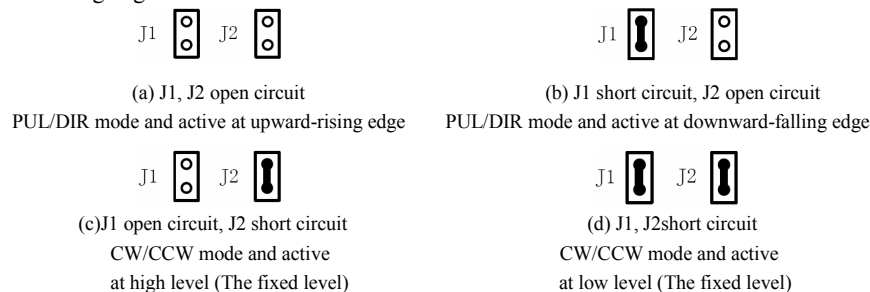 J1 J2 J1 J2
(a) J1, J2 open circuit
PUL/DIR mode and active at upward-rising edge
(b) J1 short circuit, J2 open circuit
PUL/DIR mode and active at downward-falling edge
J1 J2 J1 J2
(c)J1 open circuit, J2 short circuit
CW/CCW mode and active
at high level (The fixed level)
(d) J1, J2short circuit
CW/CCW mode and active
at low level (The fixed level)